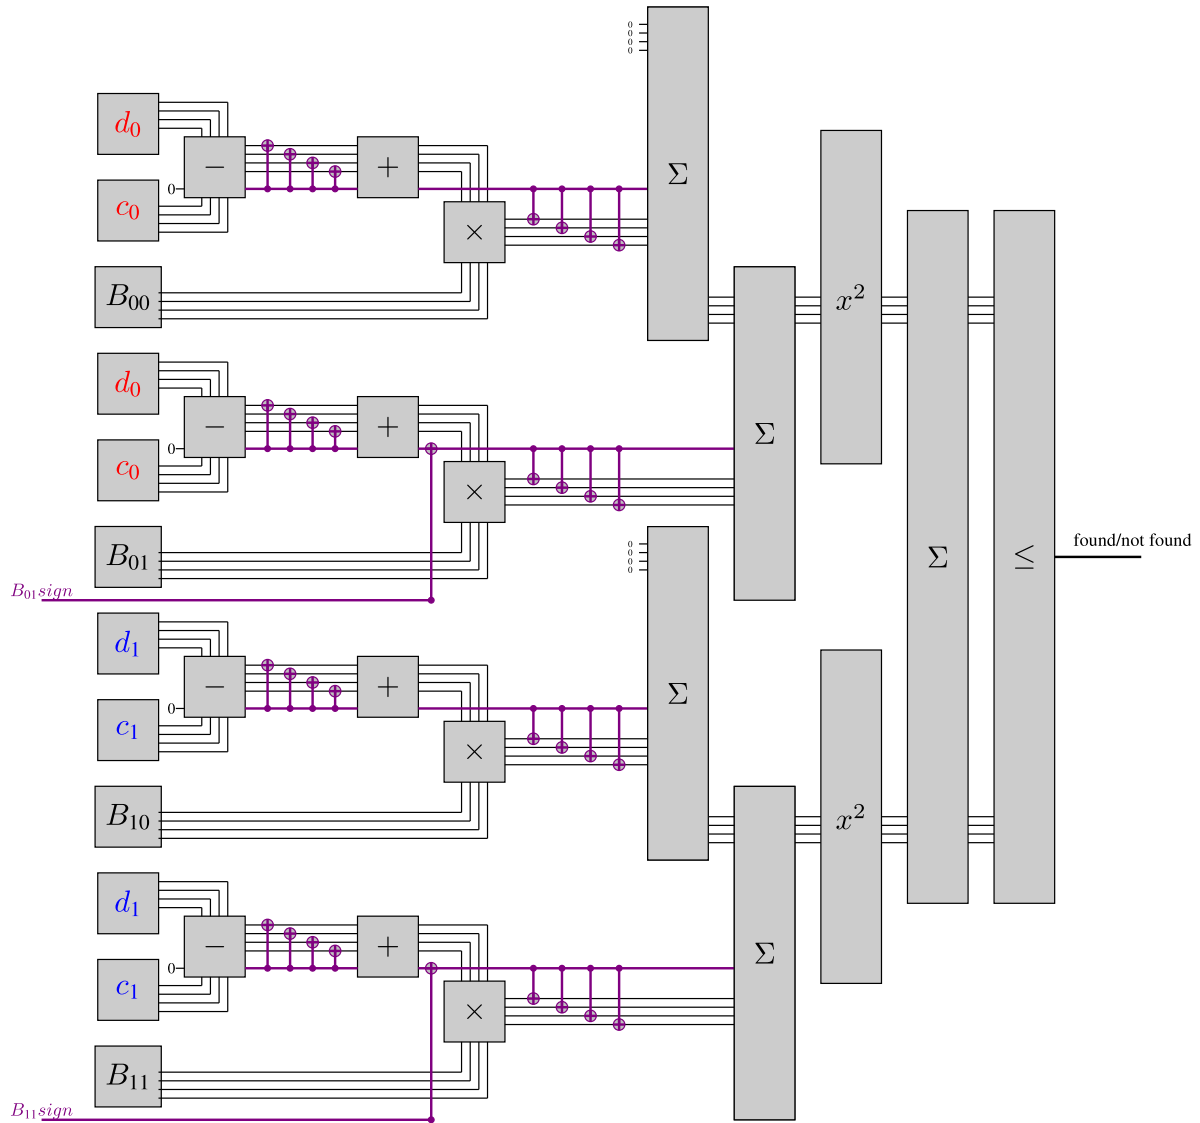 0
0
0
0
Σ
d₀
−
+
0
c₀
×
B₀₀
x²
d₀
−
+
0
c₀
×
Σ
B₀₁
B₀₁sign
0
0
0
0
Σ
Σ
≤
found/not found
d₁
−
+
0
c₁
×
B₁₀
x²
d₁
−
+
0
c₁
×
Σ
B₁₁
B₁₁sign